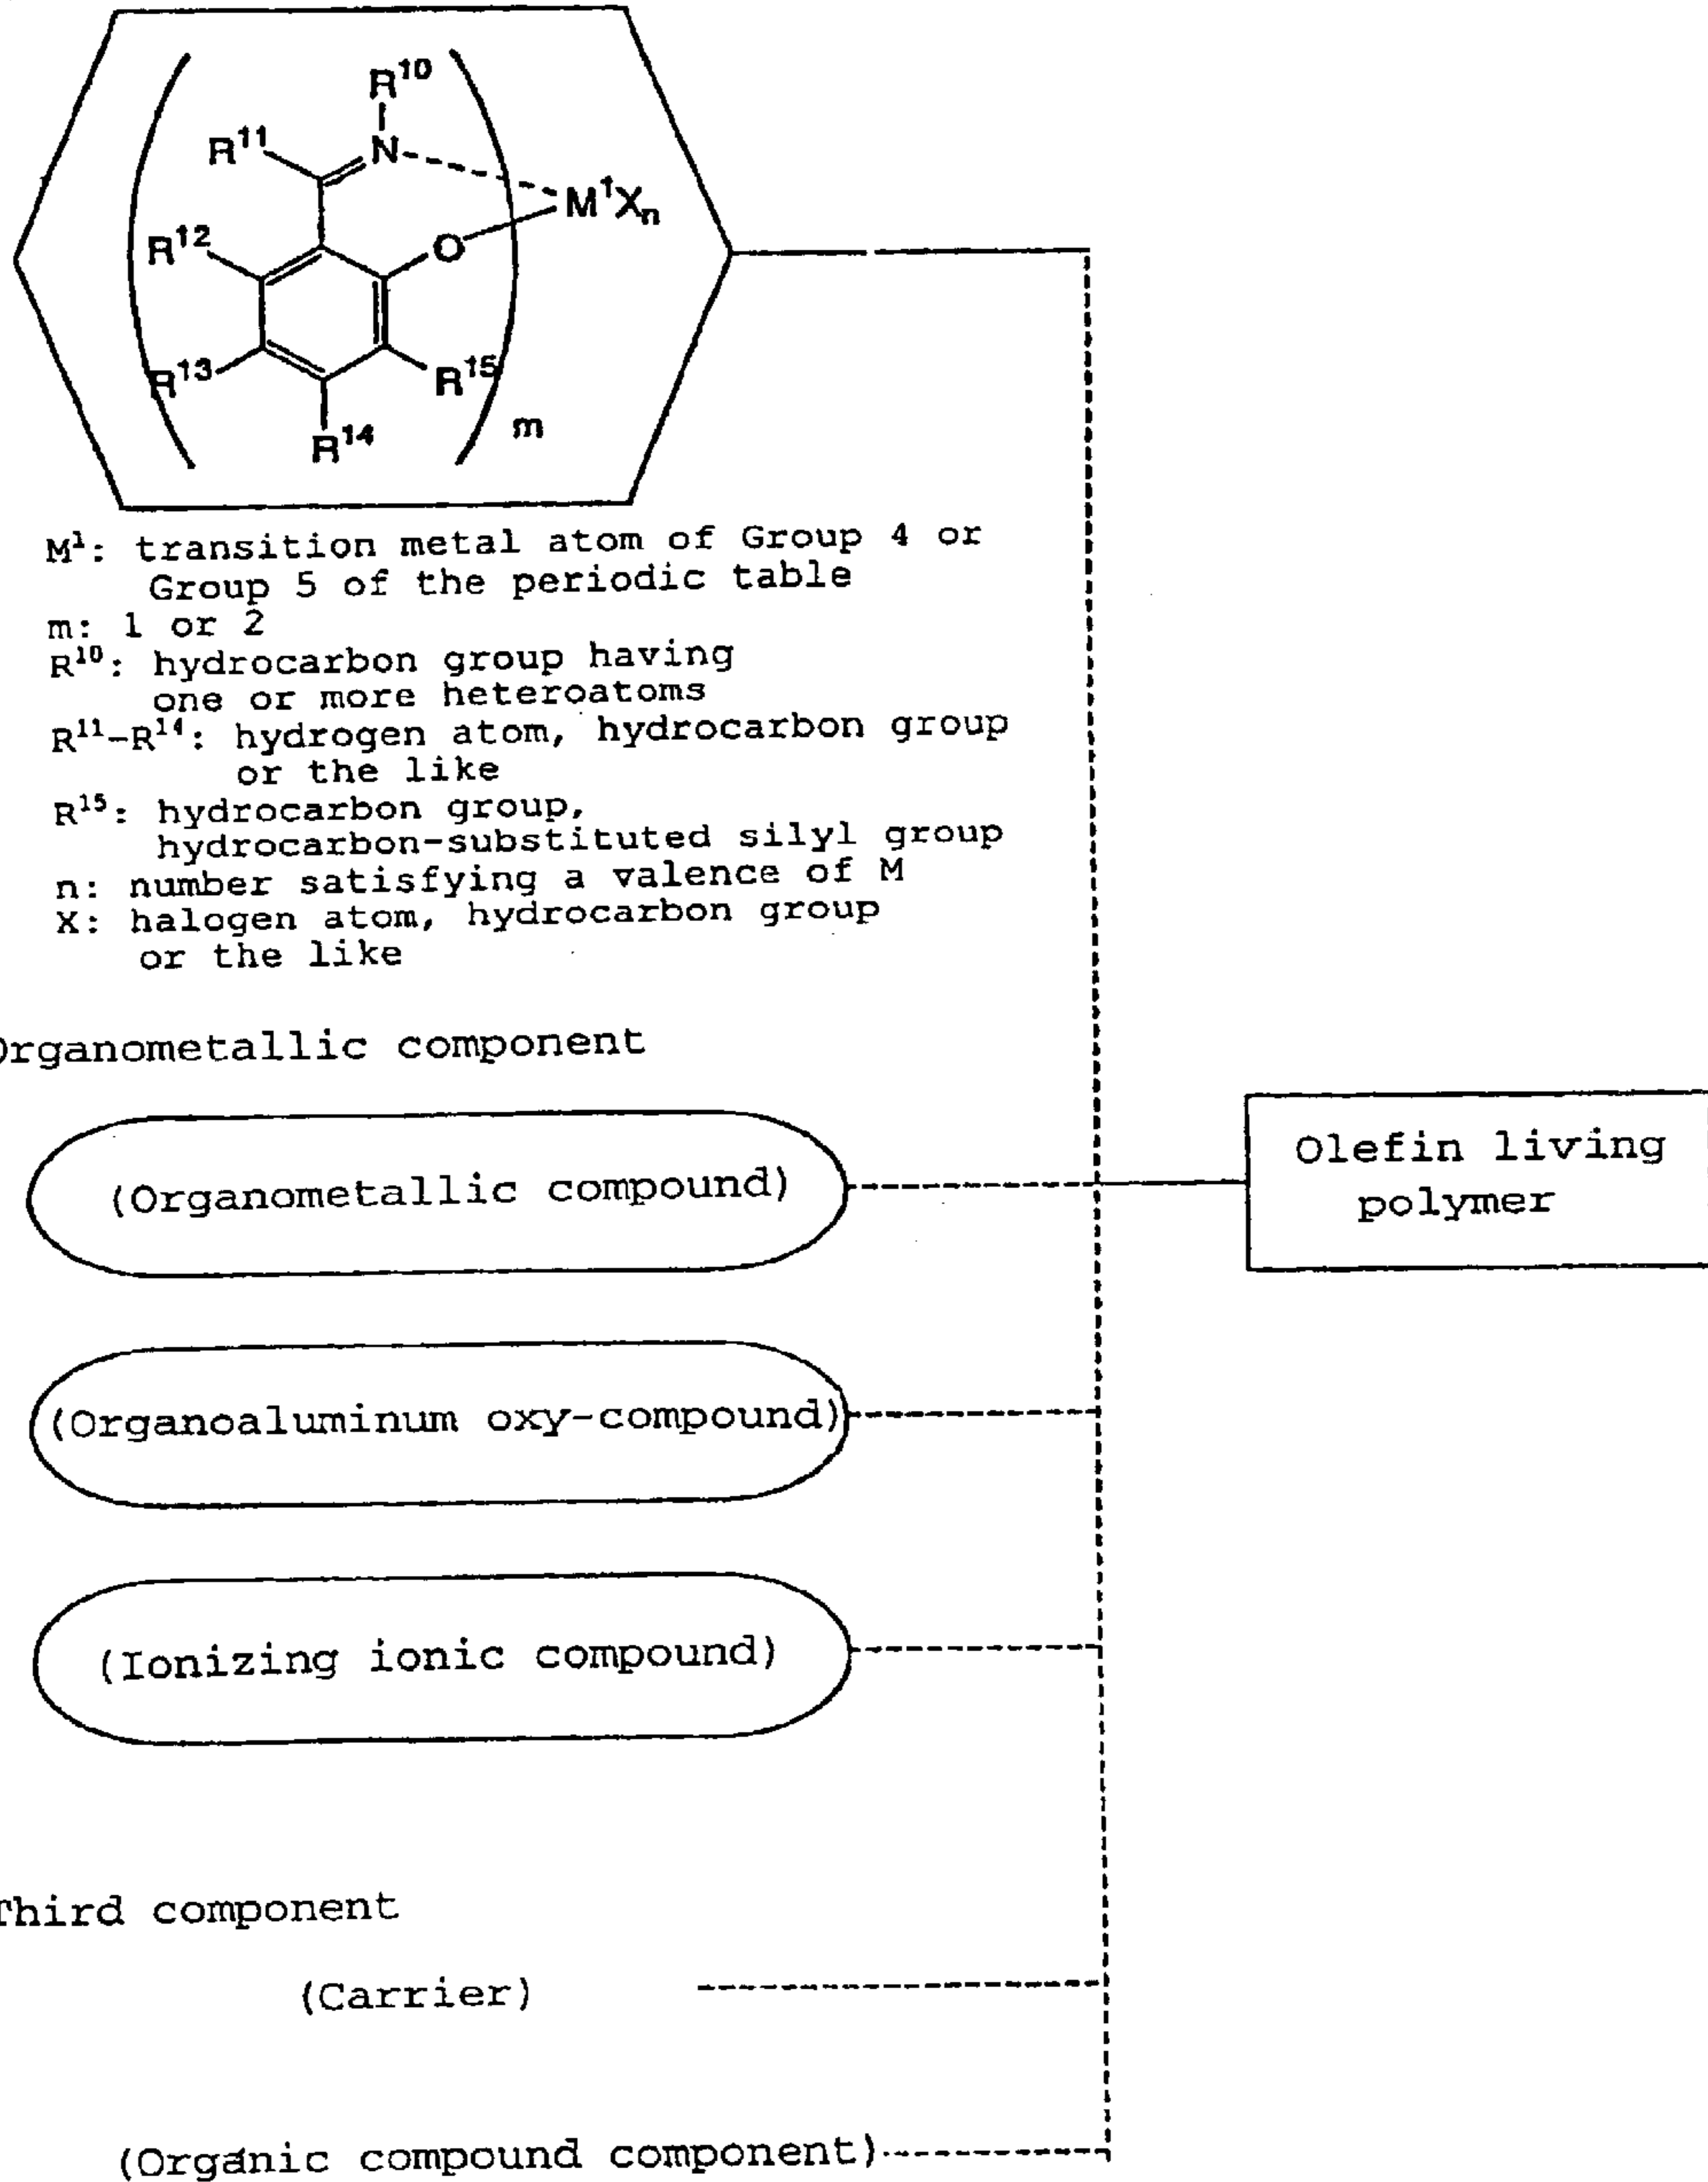 R¹⁰
R¹¹
N
M¹Xₙ
R¹²
O
R¹³
R¹⁵
R¹⁴
m
M¹: transition metal atom of Group 4 or
Group 5 of the periodic table
m: 1 or 2
R¹⁰: hydrocarbon group having
one or more heteroatoms
R¹¹-R¹⁴: hydrogen atom, hydrocarbon group
or the like
R¹⁵: hydrocarbon group,
hydrocarbon-substituted silyl group
n: number satisfying a valence of M
X: halogen atom, hydrocarbon group
or the like
Organometallic component
(Organometallic compound)
Olefin living
polymer
(Organoaluminum oxy-compound)
(Ionizing ionic compound)
Third component
(Carrier)
(Organic compound component)